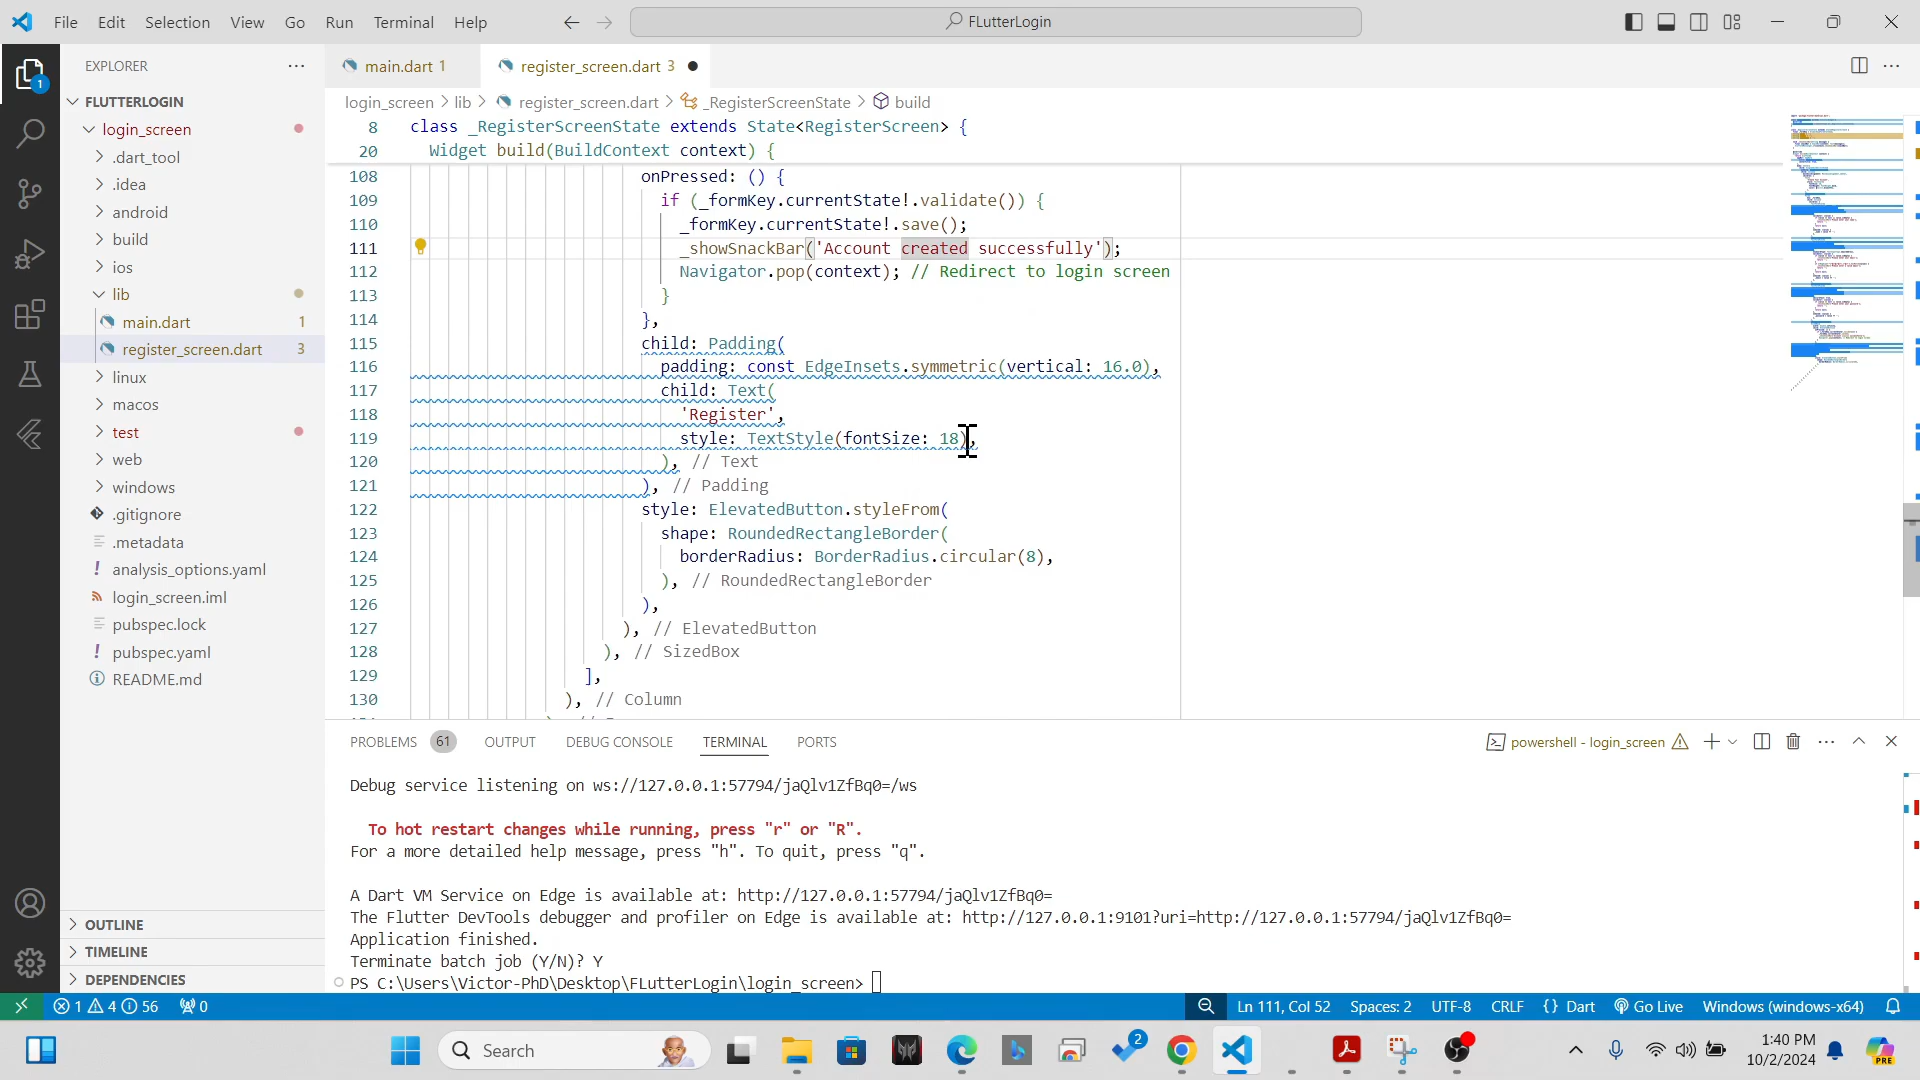 File Edit Selection View Go Run Terminal Help
FLutterLogin
EXPLORER
1
FLUTTERLOGIN
login_screen
.dart_tool
.idea
android
build
ios
lib
main.dart 1
register_screen.dart 3
linux
macos
test
web
windows
.gitignore
.metadata
analysis_options.yaml
login_screen.iml
pubspec.lock
pubspec.yaml
README.md
OUTLINE
TIMELINE
DEPENDENCIES
main.dart 1
register_screen.dart 3
login_screen > lib > register_screen.dart > _RegisterScreenState > build
8 class _RegisterScreenState extends State<RegisterScreen> {
20 Widget build(BuildContext context) {
108 onPressed: () {
109 if (_formKey.currentState!.validate()) {
110 _formKey.currentState!.save();
111 _showSnackBar('Account created successfully');
112 Navigator.pop(context); // Redirect to login screen
113 }
114 },
115 child: Padding(
116 padding: const EdgeInsets.symmetric(vertical: 16.0),
117 child: Text(
118 'Register',
119 style: TextStyle(fontSize: 18),
120 ), // Text
121 ), // Padding
122 style: ElevatedButton.styleFrom(
123 shape: RoundedRectangleBorder(
124 borderRadius: BorderRadius.circular(8),
125 ), // RoundedRectangleBorder
126 ),
127 ), // ElevatedButton
128 ), // SizedBox
129 ],
130 ), // Column
PROBLEMS 61 OUTPUT DEBUG CONSOLE TERMINAL PORTS
powershell - login_screen
Debug service listening on ws://127.0.0.1:57794/jaQlv1ZfBq0=/ws
To hot restart changes while running, press "r" or "R".
For a more detailed help message, press "h". To quit, press "q".
A Dart VM Service on Edge is available at: http://127.0.0.1:57794/jaQlv1ZfBq0=
The Flutter DevTools debugger and profiler on Edge is available at: http://127.0.0.1:9101?uri=http://127.0.0.1:57794/jaQlv1ZfBq0=
Application finished.
Terminate batch job (Y/N)? Y
PS C:\Users\Victor-PhD\Desktop\FLutterLogin\login_screen>
1 4 56 0
Ln 111, Col 52 Spaces: 2 UTF-8 CRLF {} Dart Go Live Windows (windows-x64)
Search
2
1:40 PM
10/2/2024
PRE